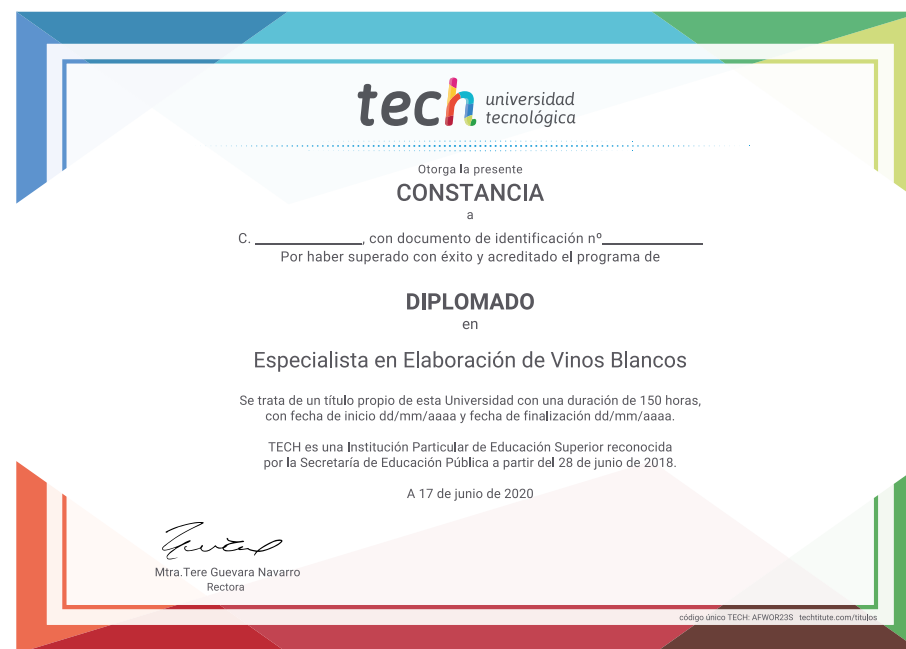 tech universidad
tecnológica
Otorga la presente
CONSTANCIA
a
C. ______________, con documento de identificación nº_____________
Por haber superado con éxito y acreditado el programa de
DIPLOMADO
en
Especialista en Elaboración de Vinos Blancos
Se trata de un título propio de esta Universidad con una duración de 150 horas,
con fecha de inicio dd/mm/aaaa y fecha de finalización dd/mm/aaaa.
TECH es una Institución Particular de Educación Superior reconocida
por la Secretaría de Educación Pública a partir del 28 de junio de 2018.
A 17 de junio de 2020
Mtra.Tere Guevara Navarro
Rectora
código único TECH: AFWOR23S techtitute.com/titulos